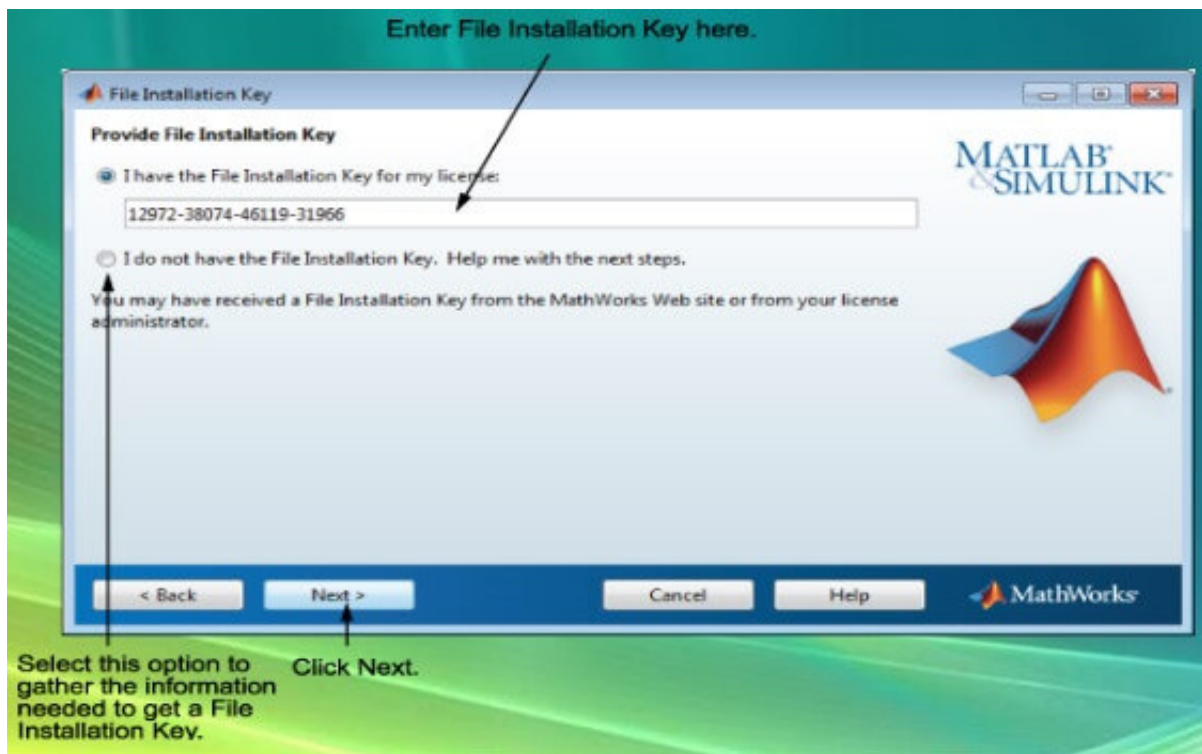 Enter File Installation Key here.
File Installation Key
Provide File Installation Key
MATLAB
&SIMULINK
I have the File Installation Key for my license:
12972-38074-46119-31966
I do not have the File Installation Key. Help me with the next steps.
You may have received a File Installation Key from the MathWorks Web site or from your license
administrator.
< Back
Next >
Cancel
Help
MathWorks
Select this option to
gather the information
needed to get a File
Installation Key.
Click Next.